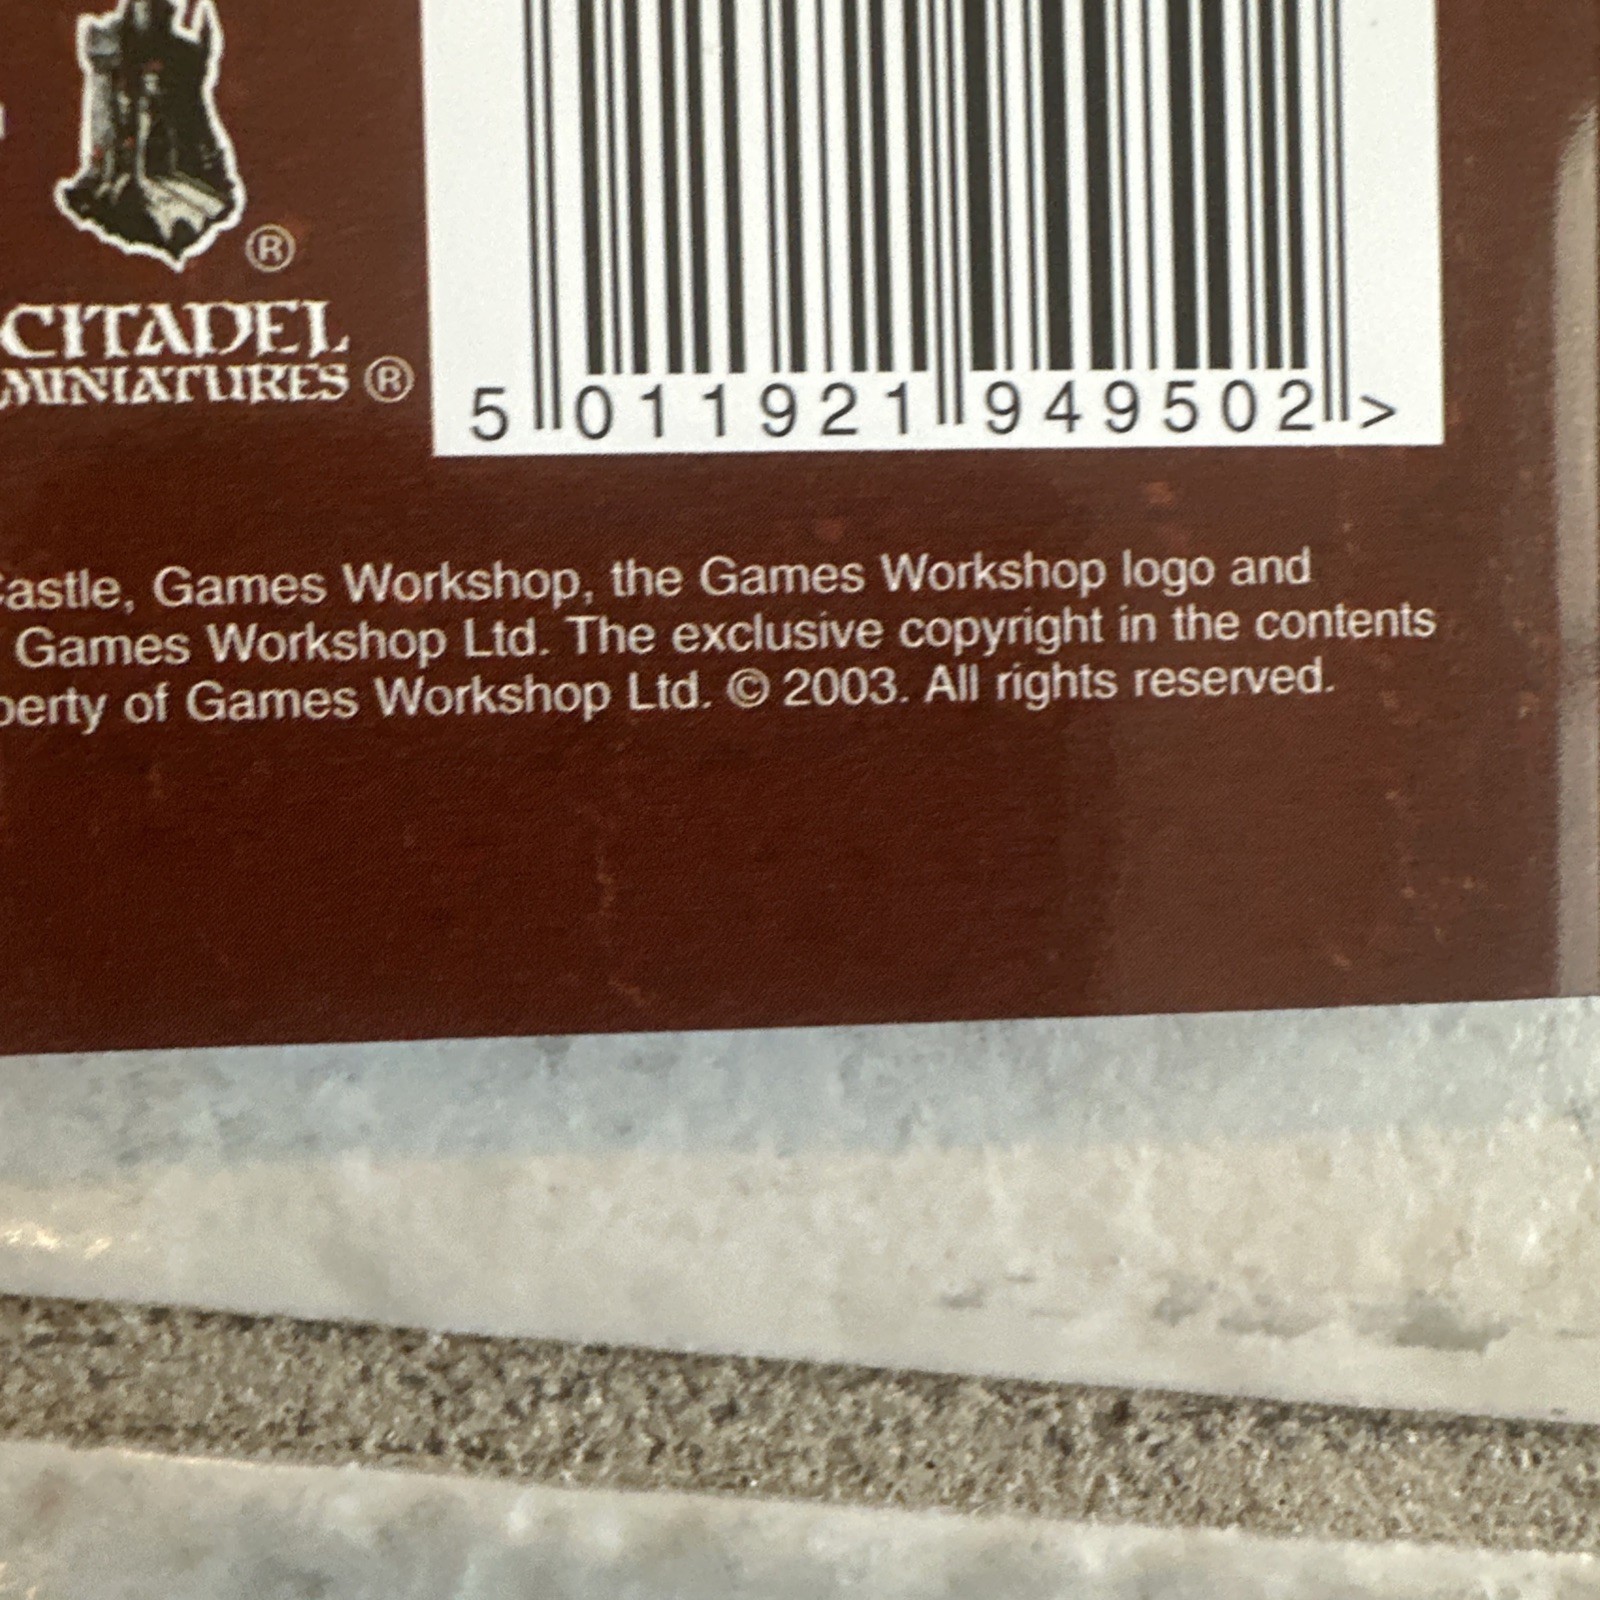 ®
CITADEL
MINIATURES ®
5 011921 949502 >
Castle, Games Workshop, the Games Workshop logo and
Games Workshop Ltd. The exclusive copyright in the contents
perty of Games Workshop Ltd. © 2003. All rights reserved.